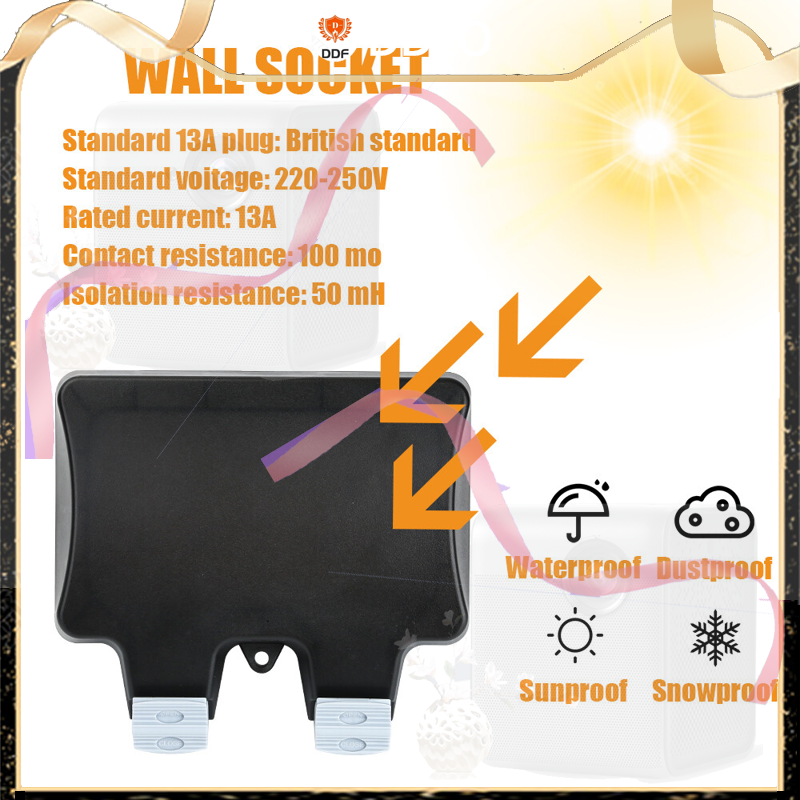 DDF
WALL SOCKET
Standard 13A plug: British standard
Standard voitage: 220-250V
Rated current: 13A
Contact resistance: 100 mo
Isolation resistance: 50 mH
Waterproof Dustproof
Sunproof Snowproof